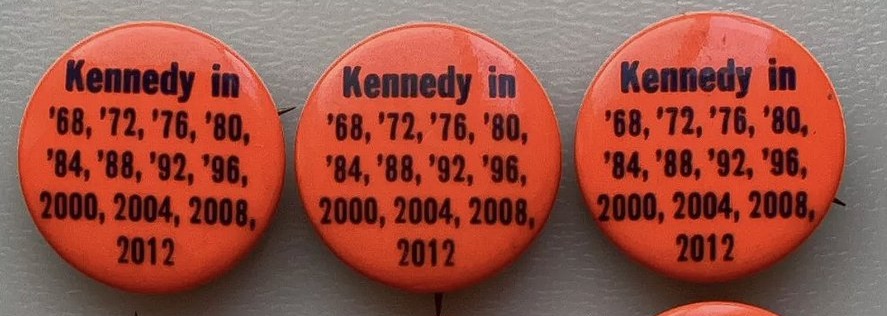 Kennedy in
'68, '72, '76, '80,
'84, '88, '92, '96,
2000, 2004, 2008,
2012
Kennedy in
'68, '72, '76, '80,
'84, '88, '92, '96,
2000, 2004, 2008,
2012
Kennedy in
'68, '72, '76, '80,
'84, '88, '92, '96,
2000, 2004, 2008,
2012